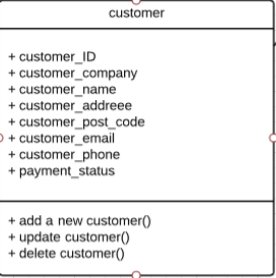 customer
+ customer_ID
+ customer_company
+ customer_name
+ customer_addreee
+ customer_post_code
+ customer_email
+ customer_phone
+ payment_status
+ add a new customer()
+ update customer()
+ delete customer()